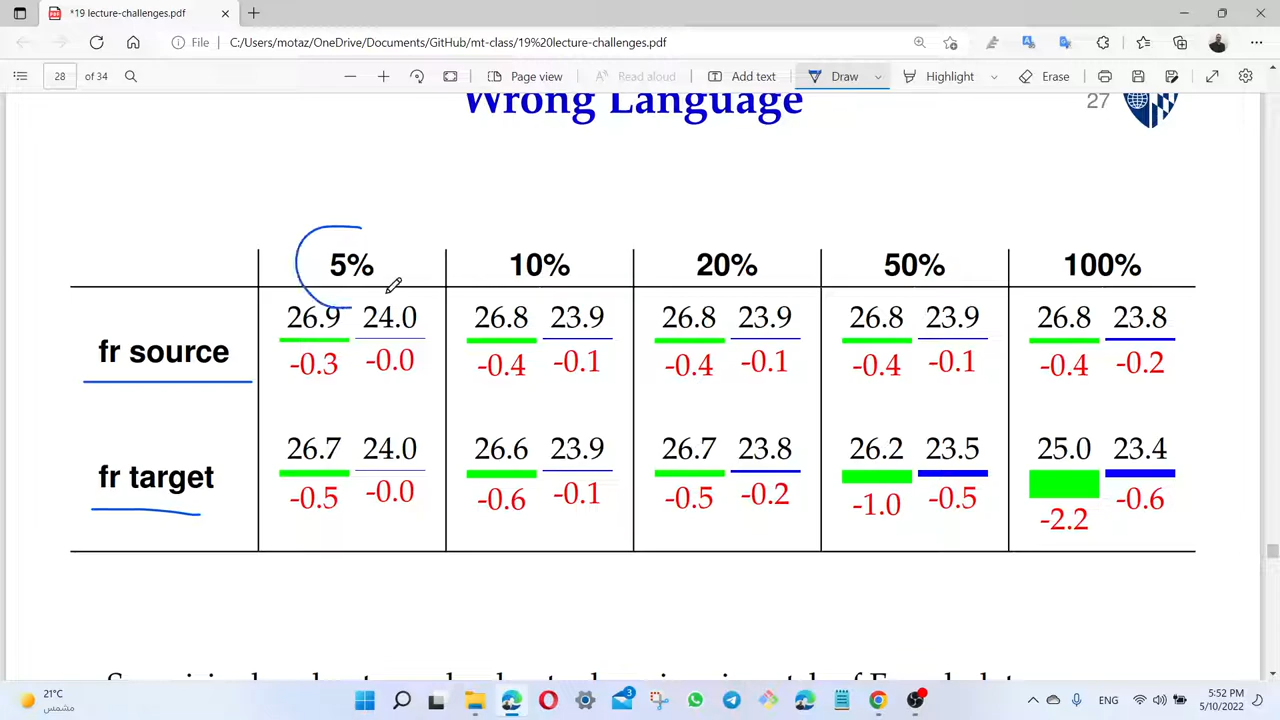 *19 lecture-challenges.pdf
File C:/Users/motaz/OneDrive/Documents/GitHub/mt-class/19%20lecture-challenges.pdf
28 of 34 Page view Read aloud Add text Draw Highlight Erase
Wrong Language 27
5% 10% 20% 50% 100%
fr source 26.9 24.0 26.8 23.9 26.8 23.9 26.8 23.9 26.8 23.8
-0.3 -0.0 -0.4 -0.1 -0.4 -0.1 -0.4 -0.1 -0.4 -0.2
fr target 26.7 24.0 26.6 23.9 26.7 23.8 26.2 23.5 25.0 23.4
-0.5 -0.0 -0.6 -0.1 -0.5 -0.2 -1.0 -0.5 -2.2 -0.6
21°C
مشمس
3
ENG
5:52 PM
5/10/2022